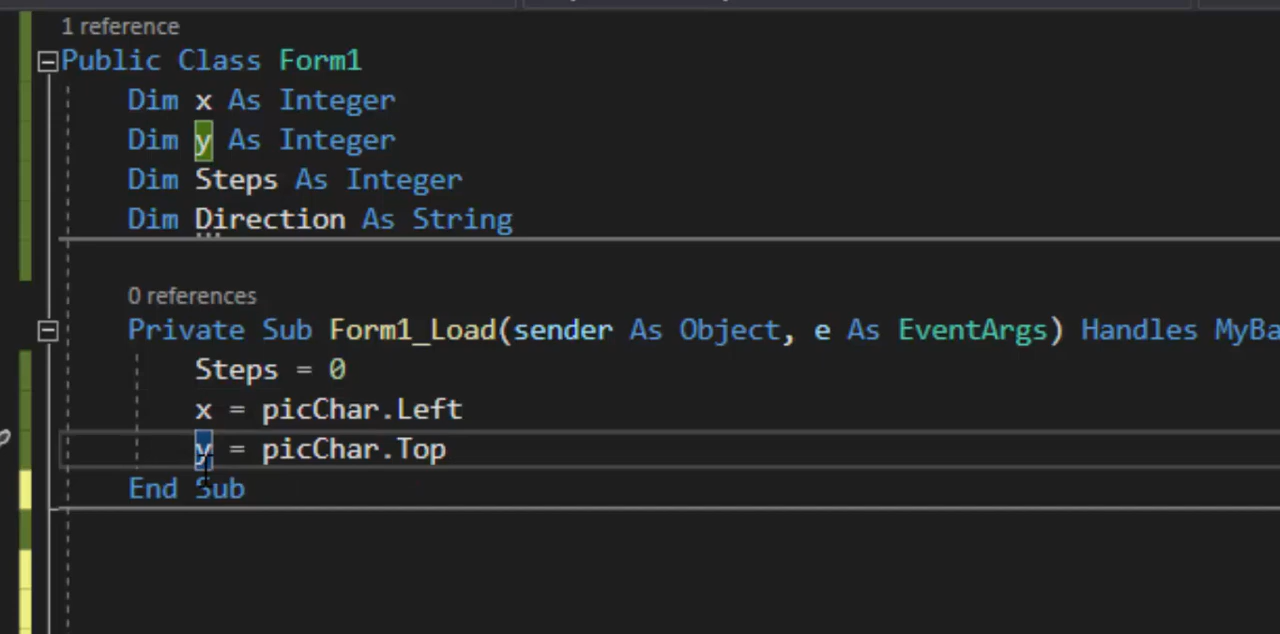 1 reference
Public Class Form1
Dim x As Integer
Dim y As Integer
Dim Steps As Integer
Dim Direction As String
0 references
Private Sub Form1_Load(sender As Object, e As EventArgs) Handles MyBa
Steps = 0
x = picChar.Left
y = picChar.Top
End Sub